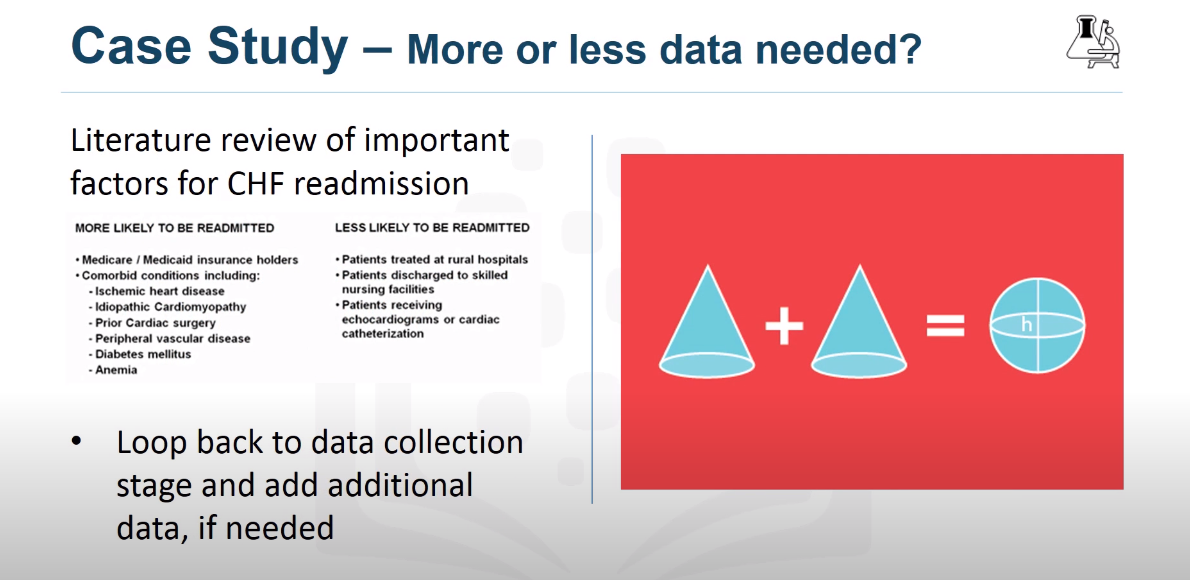 Case Study – More or less data needed?
Literature review of important
factors for CHF readmission
MORE LIKELY TO BE READMITTED
• Medicare / Medicaid insurance holders
• Comorbid conditions including:
- Ischemic heart disease
- Idiopathic Cardiomyopathy
- Prior Cardiac surgery
- Peripheral vascular disease
- Diabetes mellitus
- Anemia
LESS LIKELY TO BE READMITTED
• Patients treated at rural hospitals
• Patients discharged to skilled
nursing facilities
• Patients receiving
echocardiograms or cardiac
catheterization
• Loop back to data collection
stage and add additional
data, if needed
+ =
h